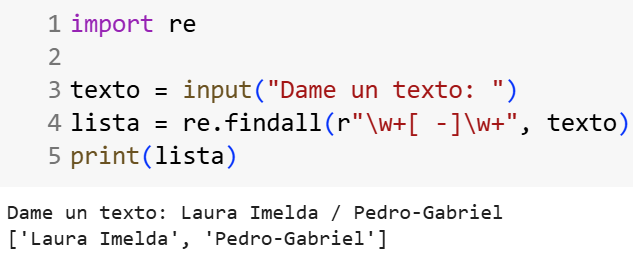 1 import re
2
3 texto = input("Dame un texto: ")
4 lista = re.findall(r"\w+[ -]\w+", texto)
5 print(lista)
Dame un texto: Laura Imelda / Pedro-Gabriel
['Laura Imelda', 'Pedro-Gabriel']